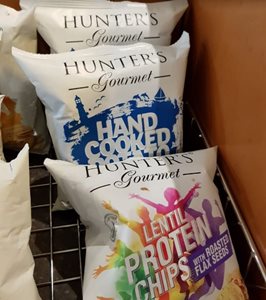 HUNTER'S
Gourmet
HUNTER'S
Gourmet
HAND
COOKED
HUNTER'S
Gourmet
LENTIL
PROTEIN
CHIPS
WITH ROASTED
FLAX SEEDS